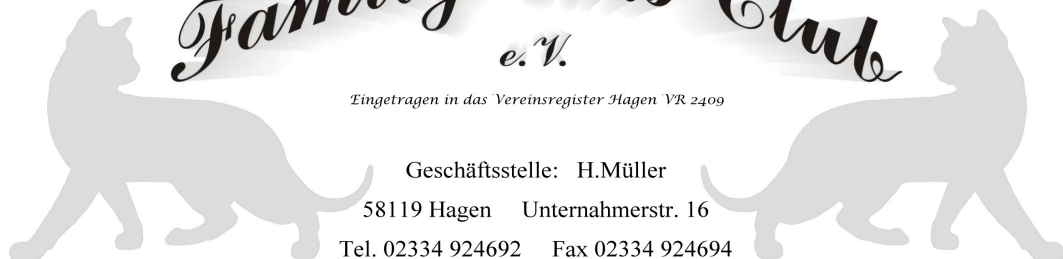 Club
e.V.
Eingetragen in das Vereinsregister Hagen VR 2409
Geschäftsstelle: H.Müller
58119 Hagen Unternahmerstr. 16
Tel. 02334 924692 Fax 02334 924694